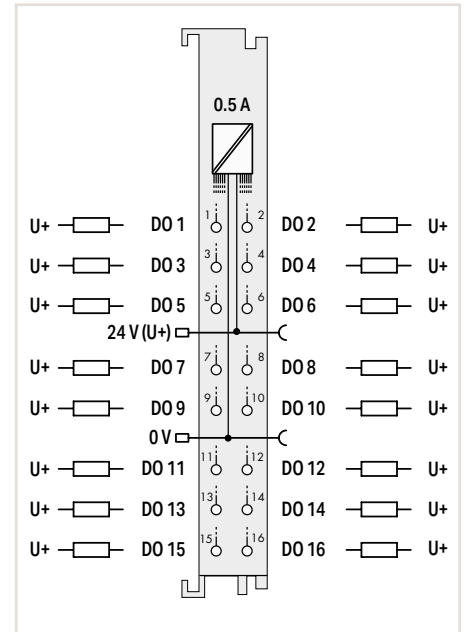 0.5 A
U+ DO 1 1 2 DO 2 U+
U+ DO 3 3 4 DO 4 U+
U+ DO 5 5 6 DO 6 U+
24 V (U+)
U+ DO 7 7 8 DO 8 U+
U+ DO 9 9 10 DO 10 U+
0 V
U+ DO 11 11 12 DO 12 U+
U+ DO 13 13 14 DO 14 U+
U+ DO 15 15 16 DO 16 U+